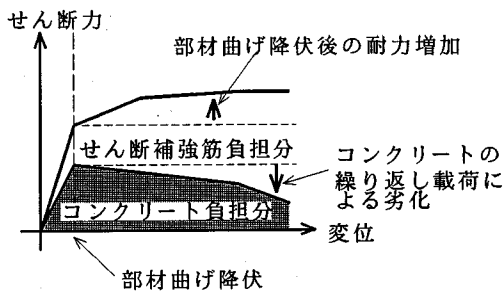 せん断力
部材曲げ降伏後の耐力増加
せん断補強筋負担分
コンクリートの
繰り返し載荷に
よる劣化
コンクリート負担分
変位
部材曲げ降伏